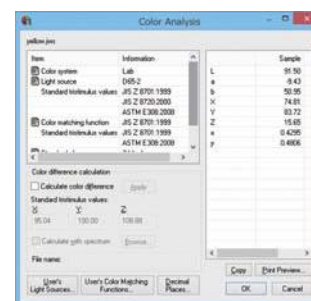 Color Analysis
yellow.jws
Item Information
Color system Lab
Light source D65-2
Standard tristimulus values JIS Z 8701:1999
JIS Z 8720:2000
ASTM E308:2008
Color matching function JIS Z 8701:1999
Standard tristimulus values JIS Z 8701:1999
ASTM E308:2008
Sample
L 91.50
a -9.43
b 50.95
X 74.81
Y 83.72
Z 15.65
x 0.4295
y 0.4806
Color difference calculation
Calculate color difference Apply
Standard tristimulus values:
X: Y: Z:
95.04 100.00 108.88
Calculate with spectrum Browse...
File name:
Copy Print Preview...
User's Light Sources... User's Color Matching Functions... Decimal Places... OK Cancel